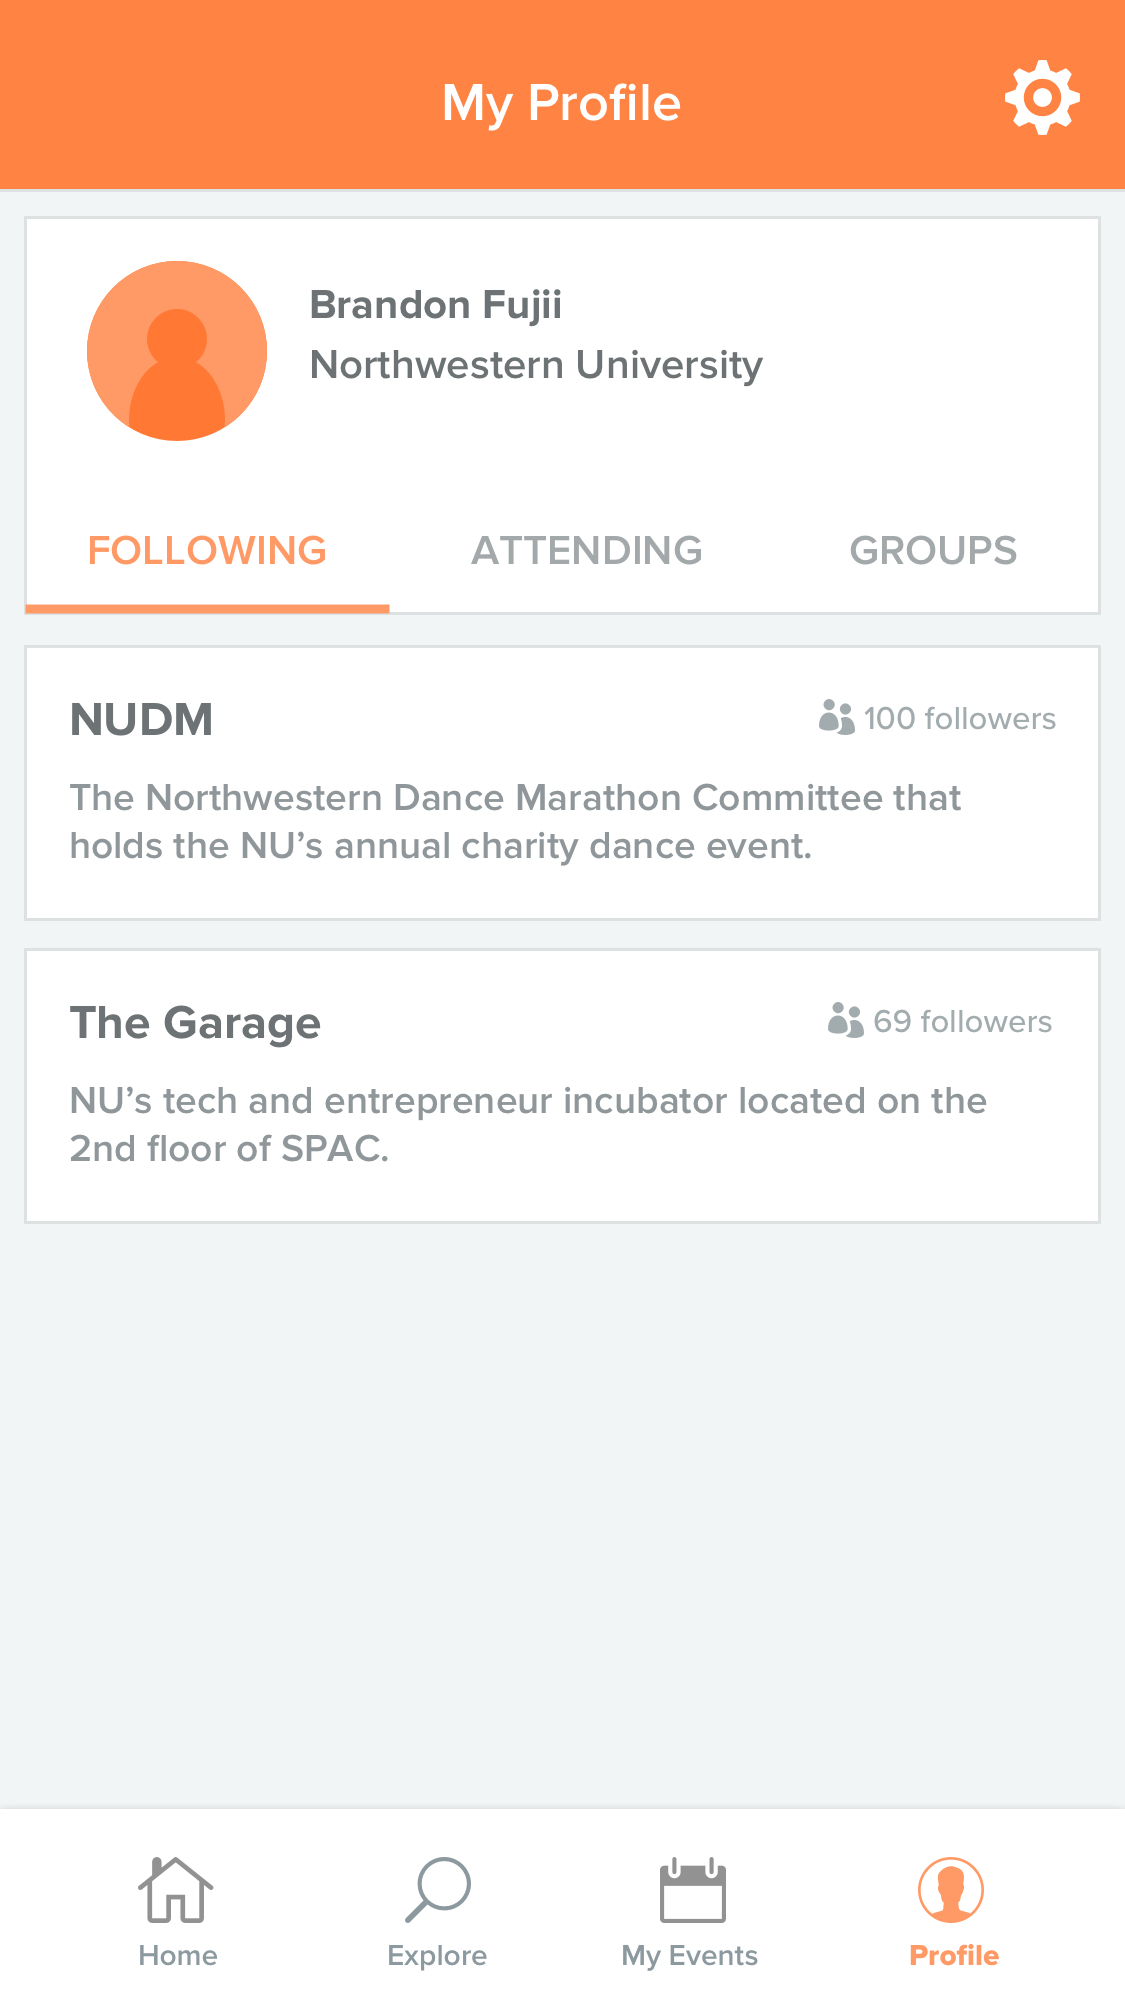 My Profile
Brandon Fujii
Northwestern University
FOLLOWING
ATTENDING
GROUPS
NUDM
100 followers
The Northwestern Dance Marathon Committee that
holds the NU’s annual charity dance event.
The Garage
69 followers
NU’s tech and entrepreneur incubator located on the
2nd floor of SPAC.
Home
Explore
My Events
Profile